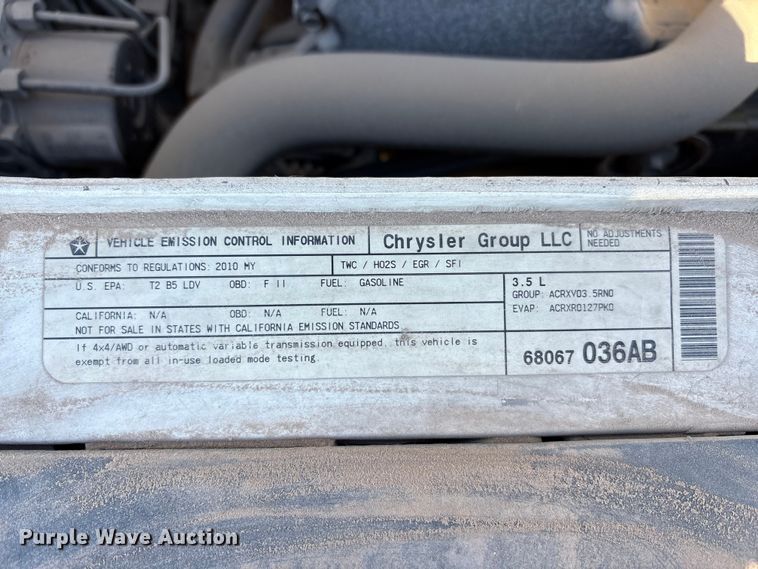 VEHICLE EMISSION CONTROL INFORMATION
Chrysler Group LLC
NO ADJUSTMENTS NEEDED
CONFORMS TO REGULATIONS: 2010 MY
TWC / HO2S / EGR / SFI
U.S. EPA: T2 B5 LDV OBD: F II FUEL: GASOLINE
CALIFORNIA: N/A OBD: N/A FUEL: N/A
NOT FOR SALE IN STATES WITH CALIFORNIA EMISSION STANDARDS
3.5 L
GROUP: ACRXV03.5RN0
EVAP: ACRXR0127PK0
If 4x4/AWD or automatic variable transmission equipped, this vehicle is
exempt from all in-use loaded mode testing.
68067 036AB
Purple Wave Auction